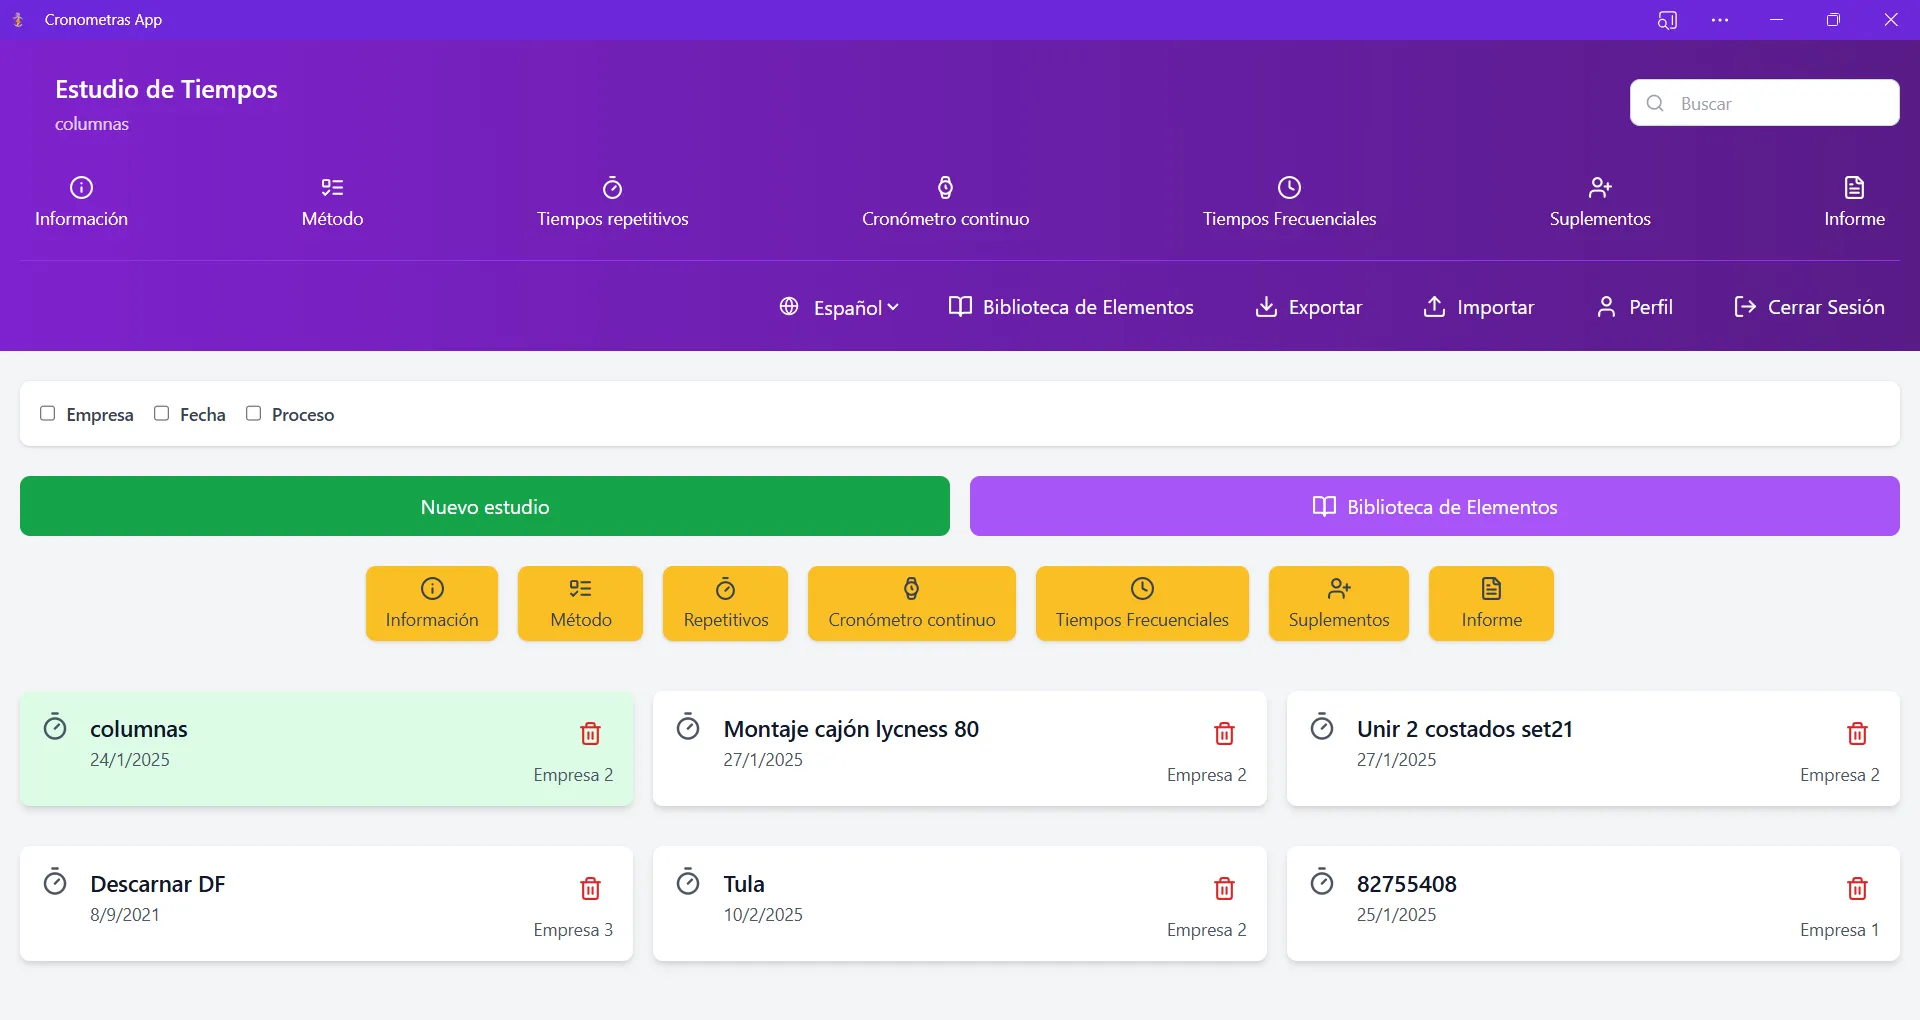 Cronometras App
Estudio de Tiempos
columnas
Buscar
Información
Método
Tiempos repetitivos
Cronómetro continuo
Tiempos Frecuenciales
Suplementos
Informe
Español
Biblioteca de Elementos
Exportar
Importar
Perfil
Cerrar Sesión
Empresa
Fecha
Proceso
Nuevo estudio
Biblioteca de Elementos
Información
Método
Repetitivos
Cronómetro continuo
Tiempos Frecuenciales
Suplementos
Informe
columnas
24/1/2025
Empresa 2
Montaje cajón lycness 80
27/1/2025
Empresa 2
Unir 2 costados set21
27/1/2025
Empresa 2
Descarnar DF
8/9/2021
Empresa 3
Tula
10/2/2025
Empresa 2
82755408
25/1/2025
Empresa 1